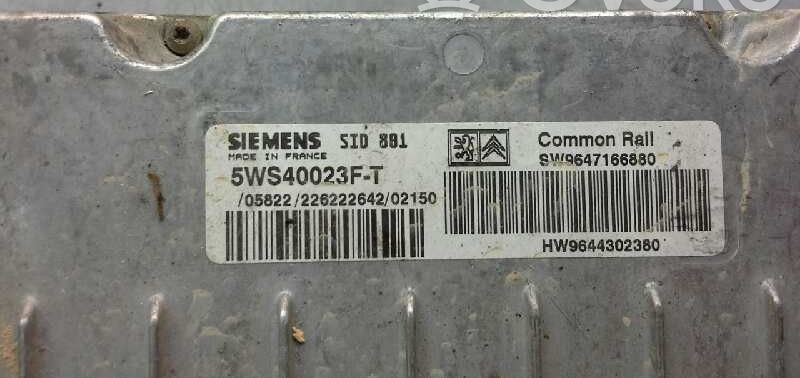 SIEMENS SID 801
MADE IN FRANCE
5WS40023F-T
/05822/226222642/02150
Common Rail
SW9647166880
HW9644302380